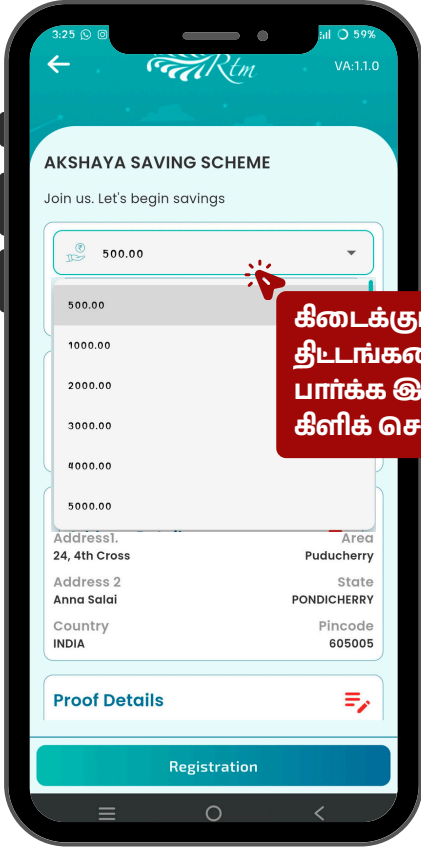 3:25
59%
Rtm
VA:1.1.0
AKSHAYA SAVING SCHEME
Join us. Let's begin savings
500.00
500.00
1000.00
2000.00
3000.00
4000.00
5000.00
பார்க்க
கிளிக்
Address1. Area
24, 4th Cross Puducherry
Address 2 State
Anna Salai PONDICHERRY
Country Pincode
INDIA 605005
Proof Details
Registration